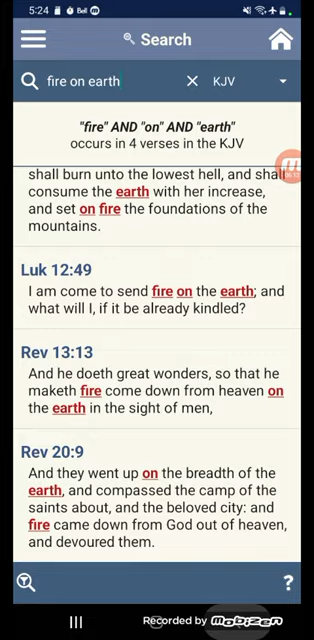 5:24 Bell
Search
fire on earth × KJV
"fire" AND "on" AND "earth"
occurs in 4 verses in the KJV
shall burn unto the lowest hell, and shall
consume the earth with her increase,
and set on fire the foundations of the
mountains.
Luk 12:49
I am come to send fire on the earth; and
what will I, if it be already kindled?
Rev 13:13
And he doeth great wonders, so that he
maketh fire come down from heaven on
the earth in the sight of men,
Rev 20:9
And they went up on the breadth of the
earth, and compassed the camp of the
saints about, and the beloved city: and
fire came down from God out of heaven,
and devoured them.
?
Recorded by mobizen